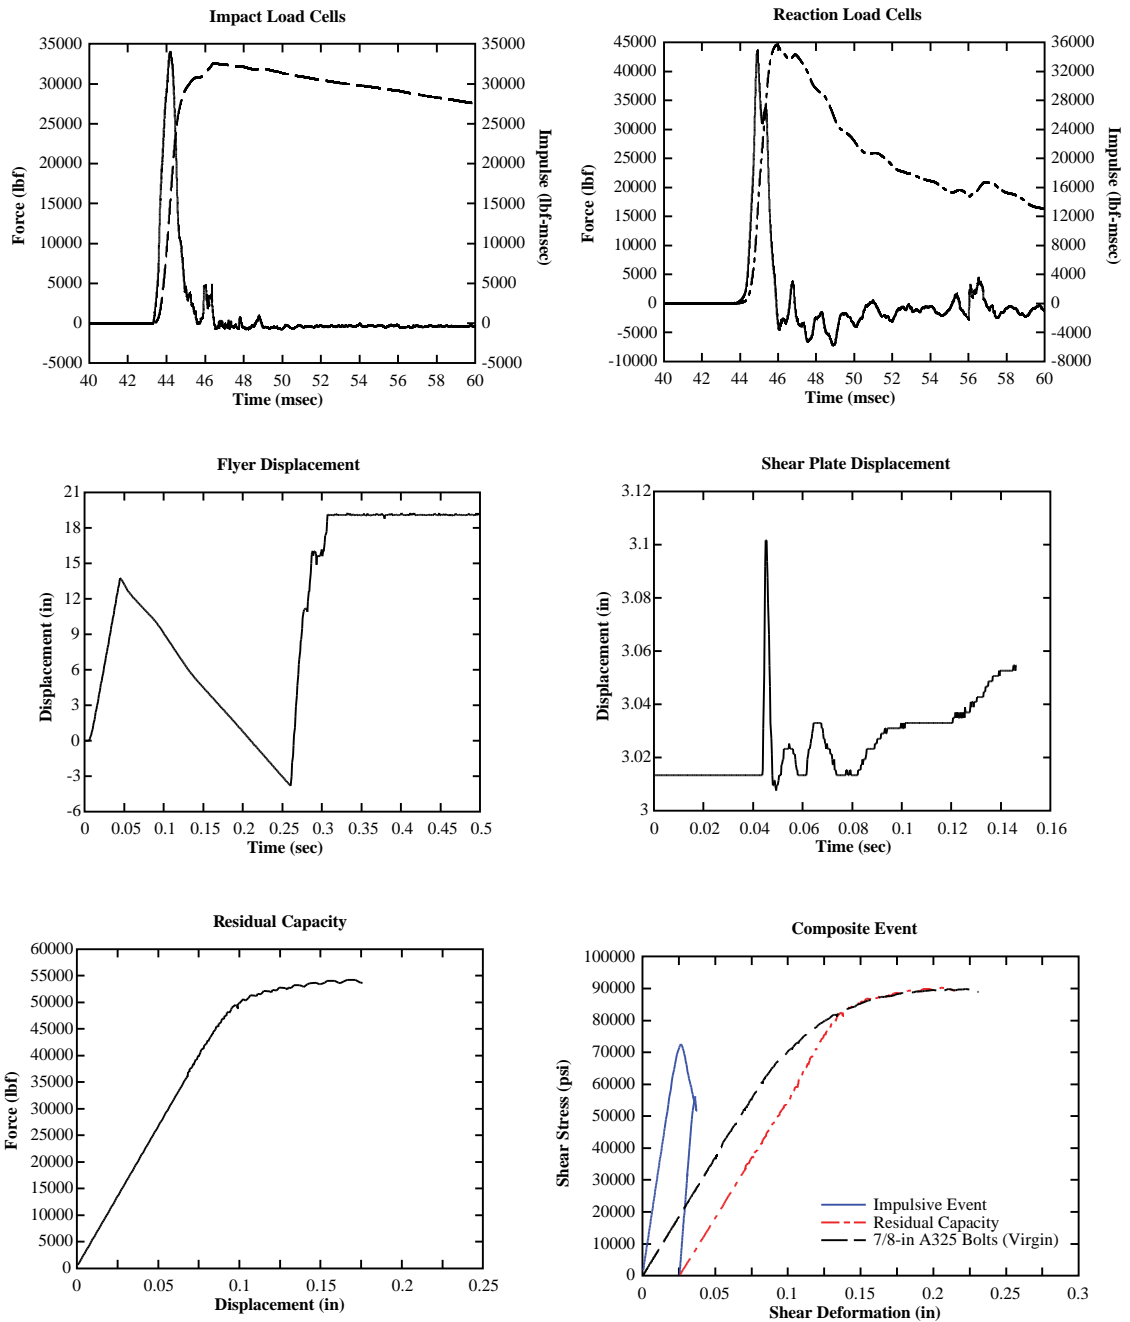 Impact Load Cells
35000
30000
25000
20000
15000
10000
5000
0
-5000
Force (lbf)
35000
30000
25000
20000
15000
10000
5000
0
-5000
Impulse (lbf-msec)
40 42 44 46 48 50 52 54 56 58 60
Time (msec)
Reaction Load Cells
45000
40000
35000
30000
25000
20000
15000
10000
5000
0
-5000
-10000
Force (lbf)
36000
32000
28000
24000
20000
16000
12000
8000
4000
0
-4000
-8000
Impulse (lbf-msec)
40 42 44 46 48 50 52 54 56 58 60
Time (msec)
Flyer Displacement
21
18
15
12
9
6
3
0
-3
-6
Displacement (in)
0 0.05 0.1 0.15 0.2 0.25 0.3 0.35 0.4 0.45 0.5
Time (sec)
Shear Plate Displacement
3.12
3.1
3.08
3.06
3.04
3.02
3
Displacement (in)
0 0.02 0.04 0.06 0.08 0.1 0.12 0.14 0.16
Time (sec)
Residual Capacity
60000
55000
50000
45000
40000
35000
30000
25000
20000
15000
10000
5000
0
Force (lbf)
0 0.05 0.1 0.15 0.2 0.25
Displacement (in)
Composite Event
100000
90000
80000
70000
60000
50000
40000
30000
20000
10000
0
Shear Stress (psi)
Impulsive Event
Residual Capacity
7/8-in A325 Bolts (Virgin)
0 0.05 0.1 0.15 0.2 0.25 0.3
Shear Deformation (in)